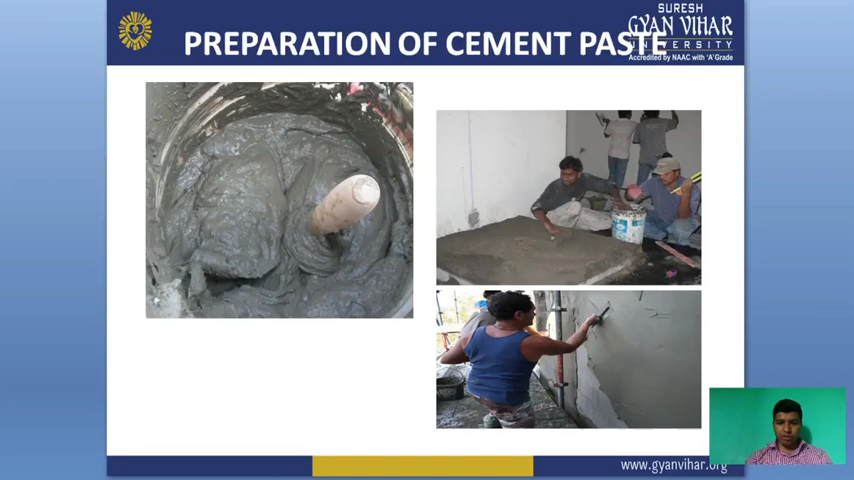 SURESH
GYAN VIHAR
UNIVERSITY
Accredited by NAAC with 'A' Grade
PREPARATION OF CEMENT PASTE
www.gyanvihar.org